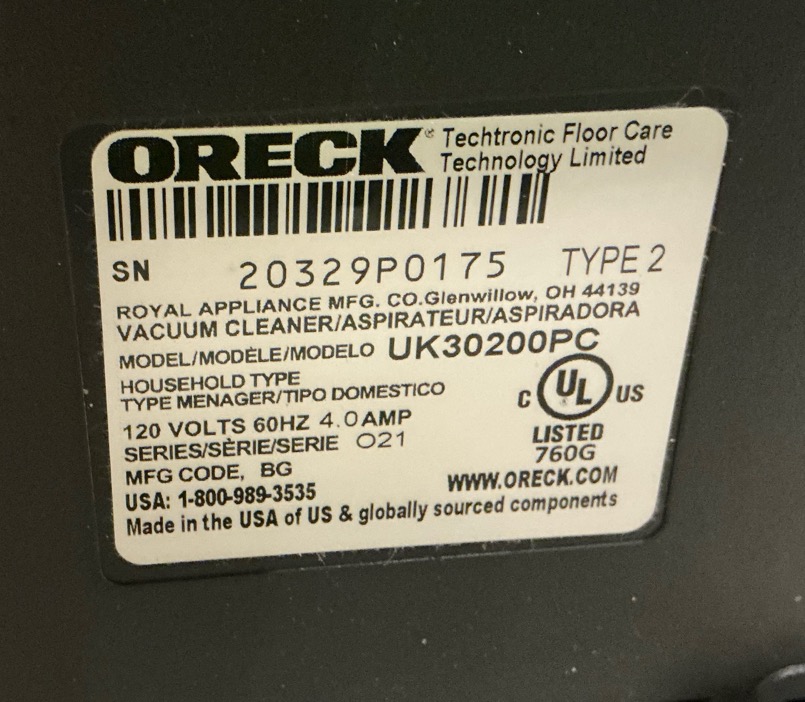 ORECK® Techtronic Floor Care
Technology Limited
SN 20329P0175 TYPE 2
ROYAL APPLIANCE MFG. CO.Glenwillow, OH 44139
VACUUM CLEANER/ASPIRATEUR/ASPIRADORA
MODEL/MODÈLE/MODELO UK30200PC
HOUSEHOLD TYPE
TYPE MENAGER/TIPO DOMESTICO
C UL® US
120 VOLTS 60HZ 4.0 AMP
LISTED
SERIES/SÈRIE/SERIE 021
760G
MFG CODE, BG
WWW.ORECK.COM
USA: 1-800-989-3535
Made in the USA of US & globally sourced components